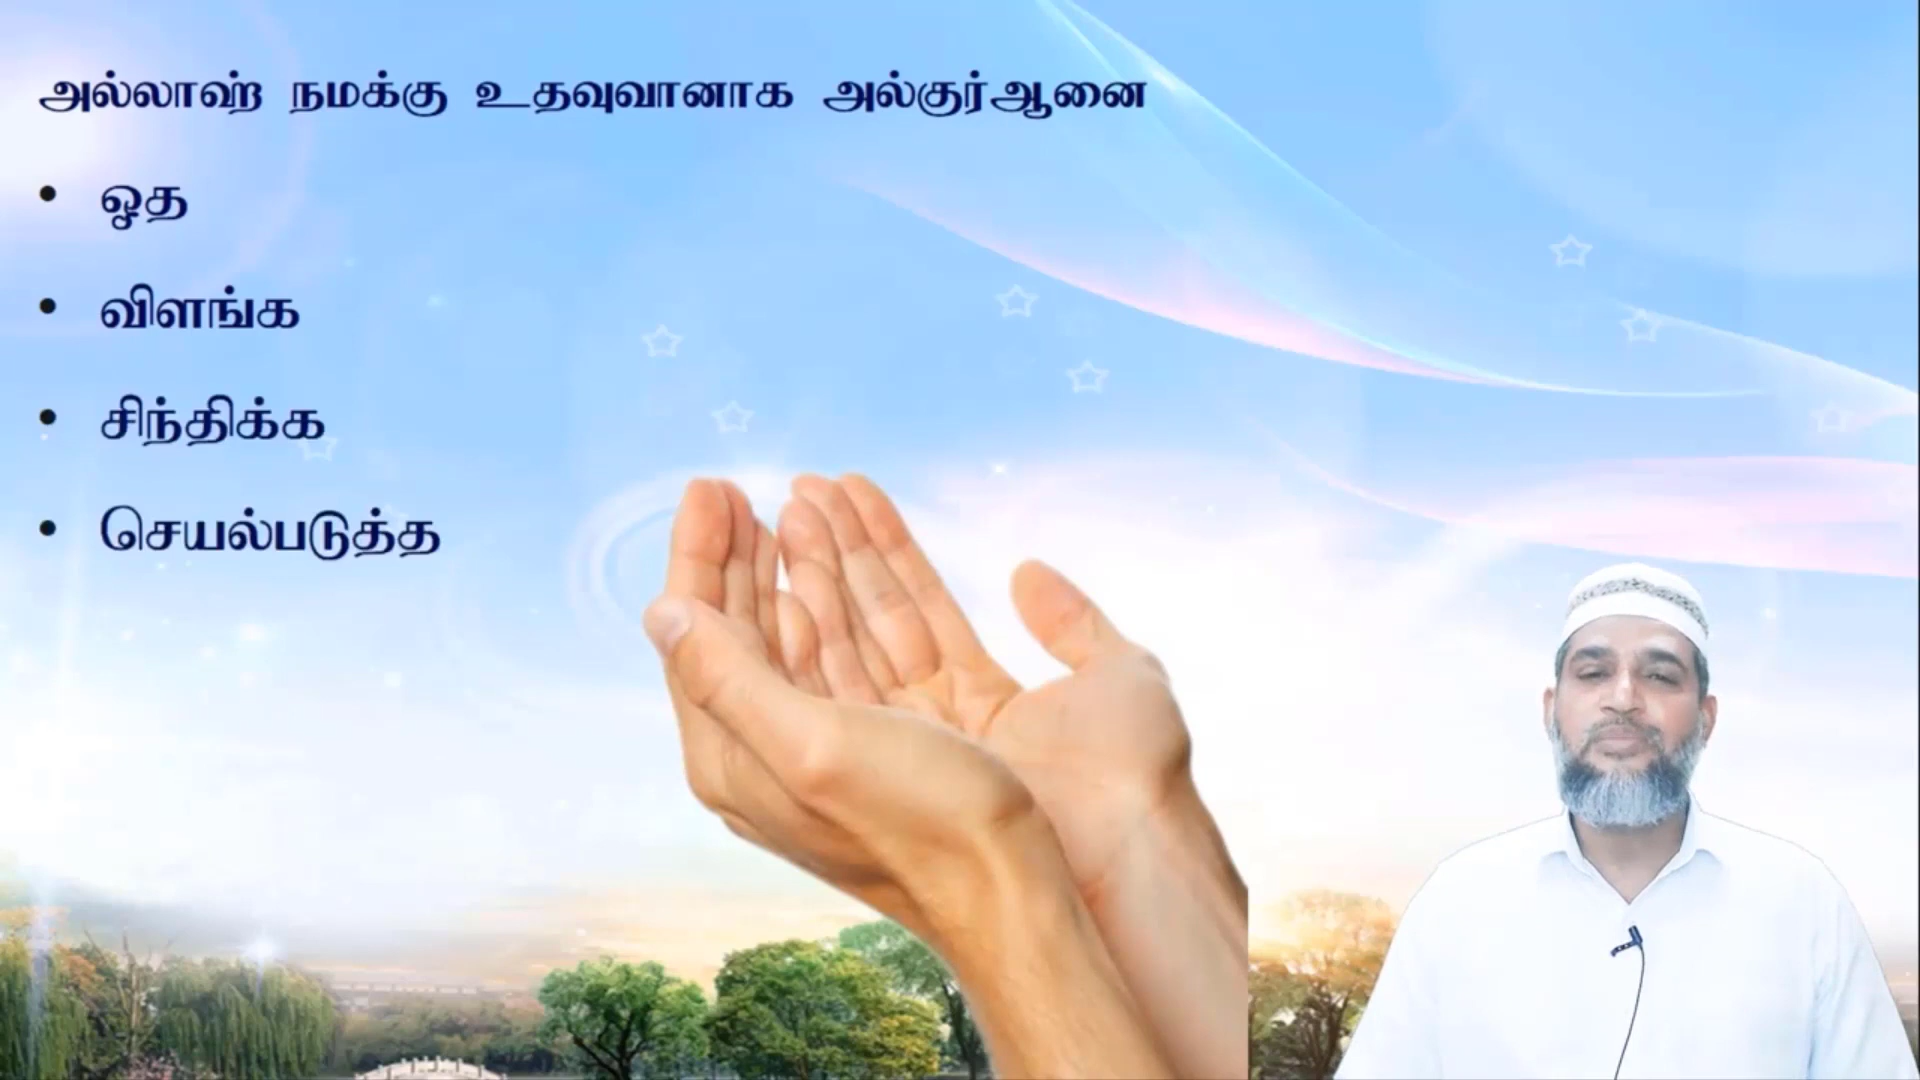 அல்லாஹ் நமக்கு உதவுவானாக அல்குர்ஆனை
• ஓத
• விளங்க
• சிந்திக்க
• செயல்படுத்த